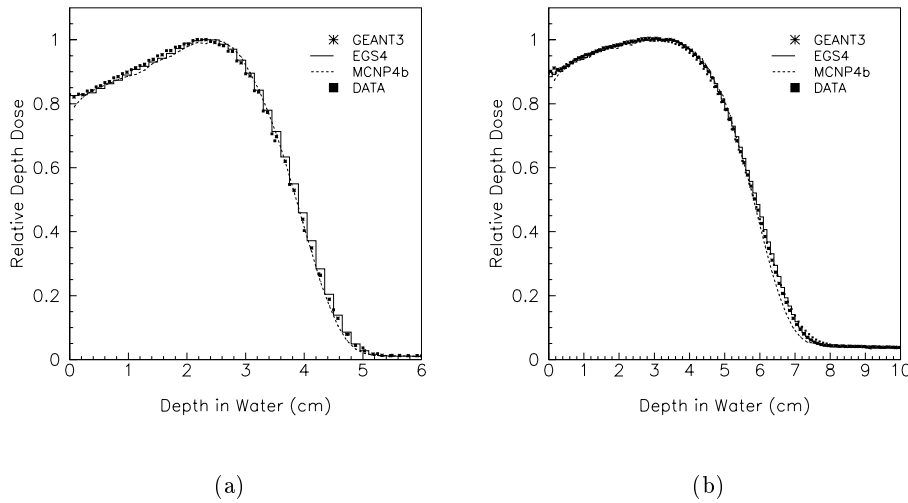 Relative Depth Dose
1
0.8
0.6
0.4
0.2
0
0 1 2 3 4 5 6
Depth in Water (cm)
GEANT3
EGS4
MCNP4b
DATA
(a)
Relative Depth Dose
1
0.8
0.6
0.4
0.2
0
0 1 2 3 4 5 6 7 8 9 10
Depth in Water (cm)
GEANT3
EGS4
MCNP4b
DATA
(b)